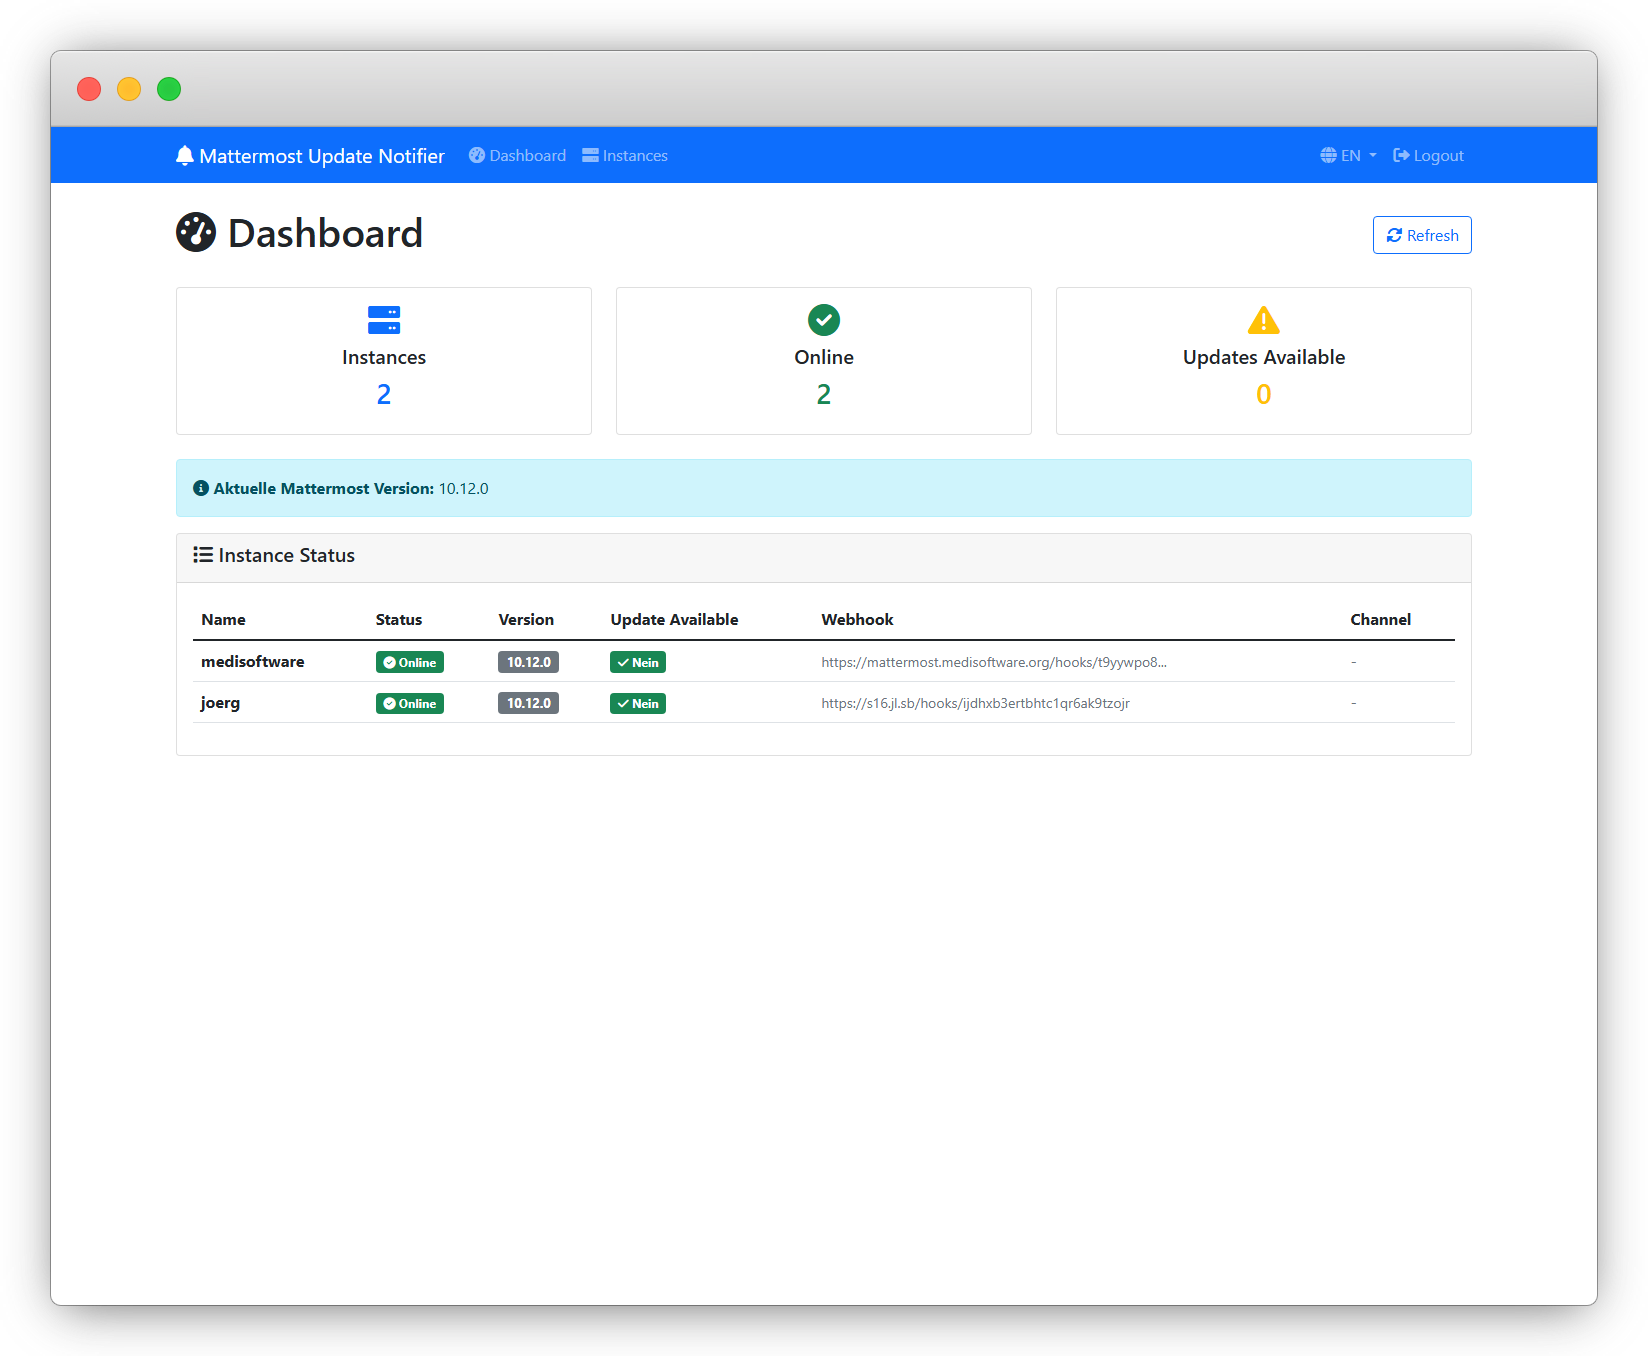 Mattermost Update Notifier Dashboard Instances EN Logout
Dashboard
Refresh
Instances
2
Online
2
Updates Available
0
Aktuelle Mattermost Version: 10.12.0
Instance Status
Name Status Version Update Available Webhook Channel
medisoftware Online 10.12.0 Nein https://mattermost.medisoftware.org/hooks/t9yywpo8... -
joerg Online 10.12.0 Nein https://s16.jl.sb/hooks/ijdhxb3ertbhtc1qr6ak9tzojr -